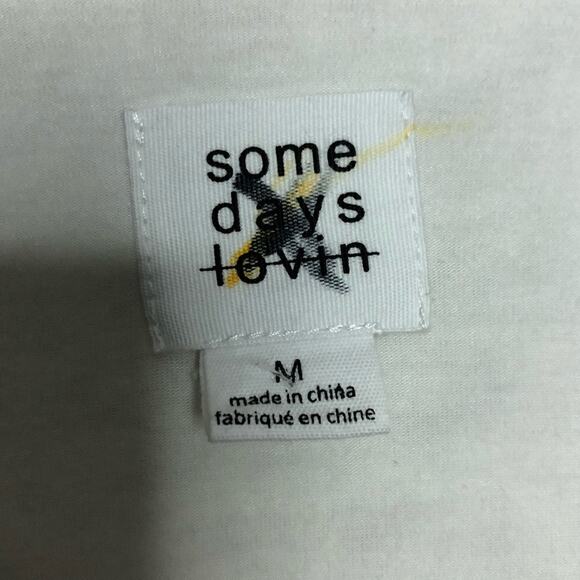 some
days
lovin
M
made in china
fabriqué en chine